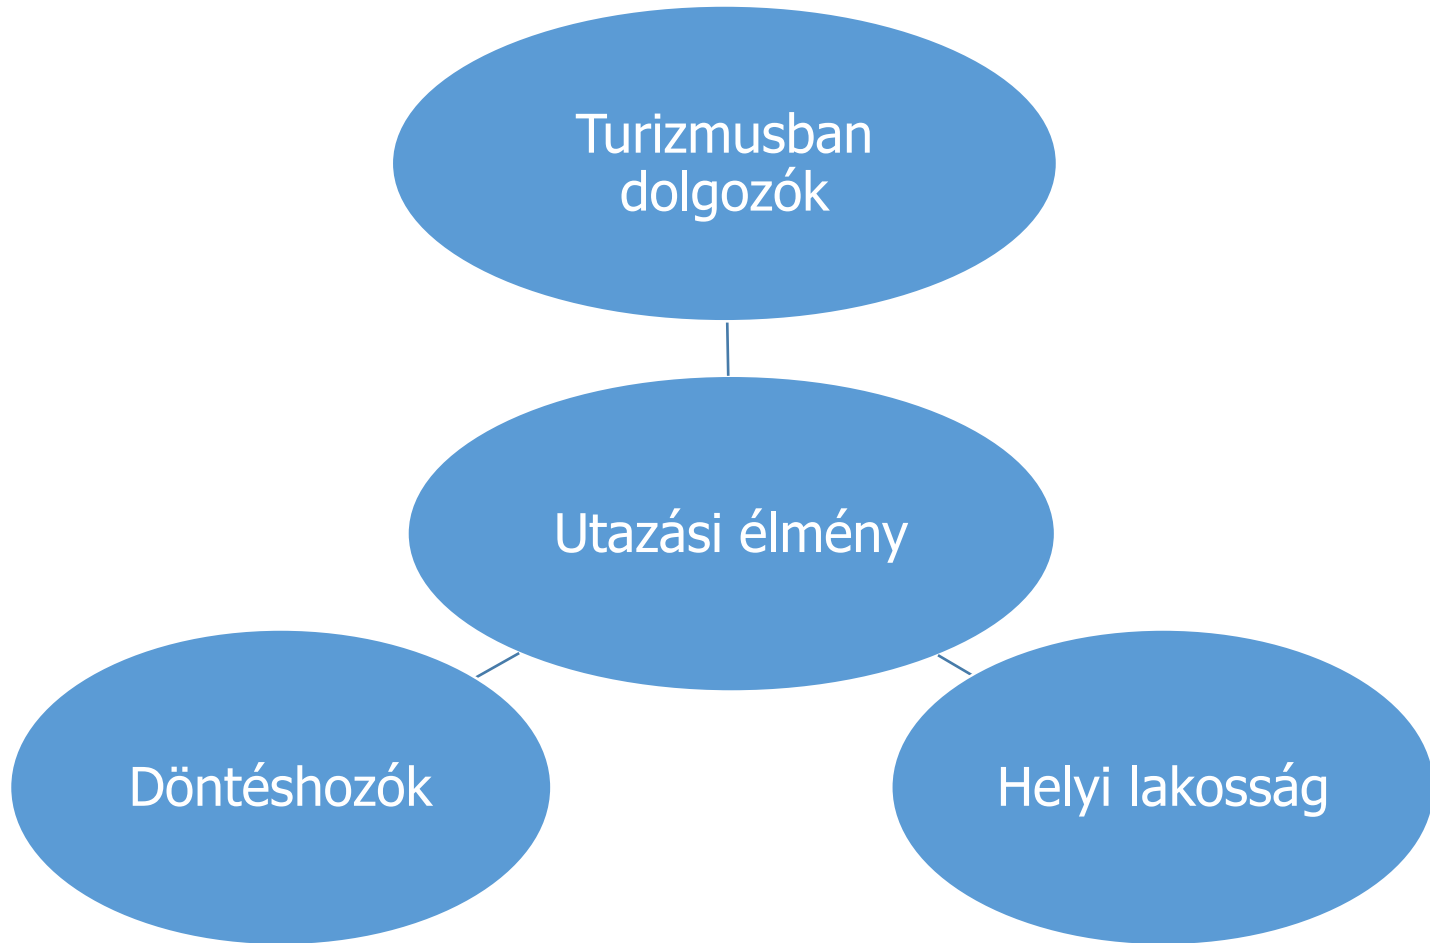 Turizmusban
dolgozók
Utazási élmény
Döntéshozók
Helyi lakosság